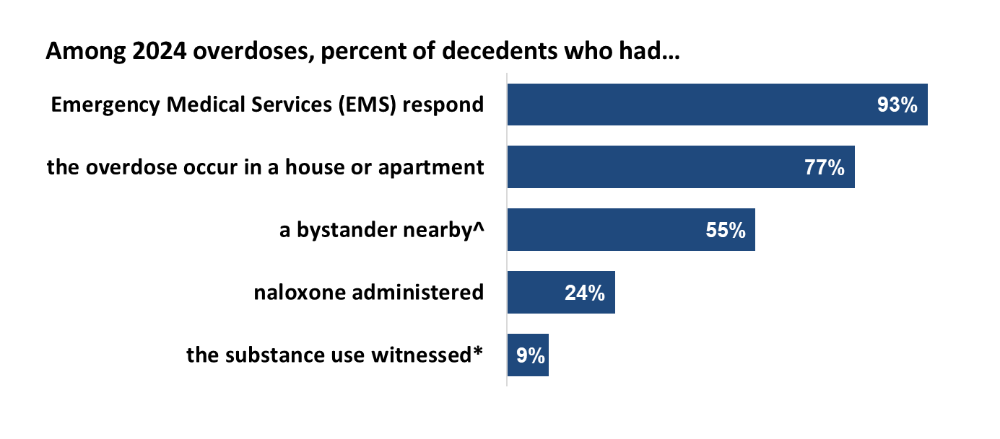 Among 2024 overdoses, percent of decedents who had…
Emergency Medical Services (EMS) respond 93%
the overdose occur in a house or apartment 77%
a bystander nearby^ 55%
naloxone administered 24%
the substance use witnessed* 9%